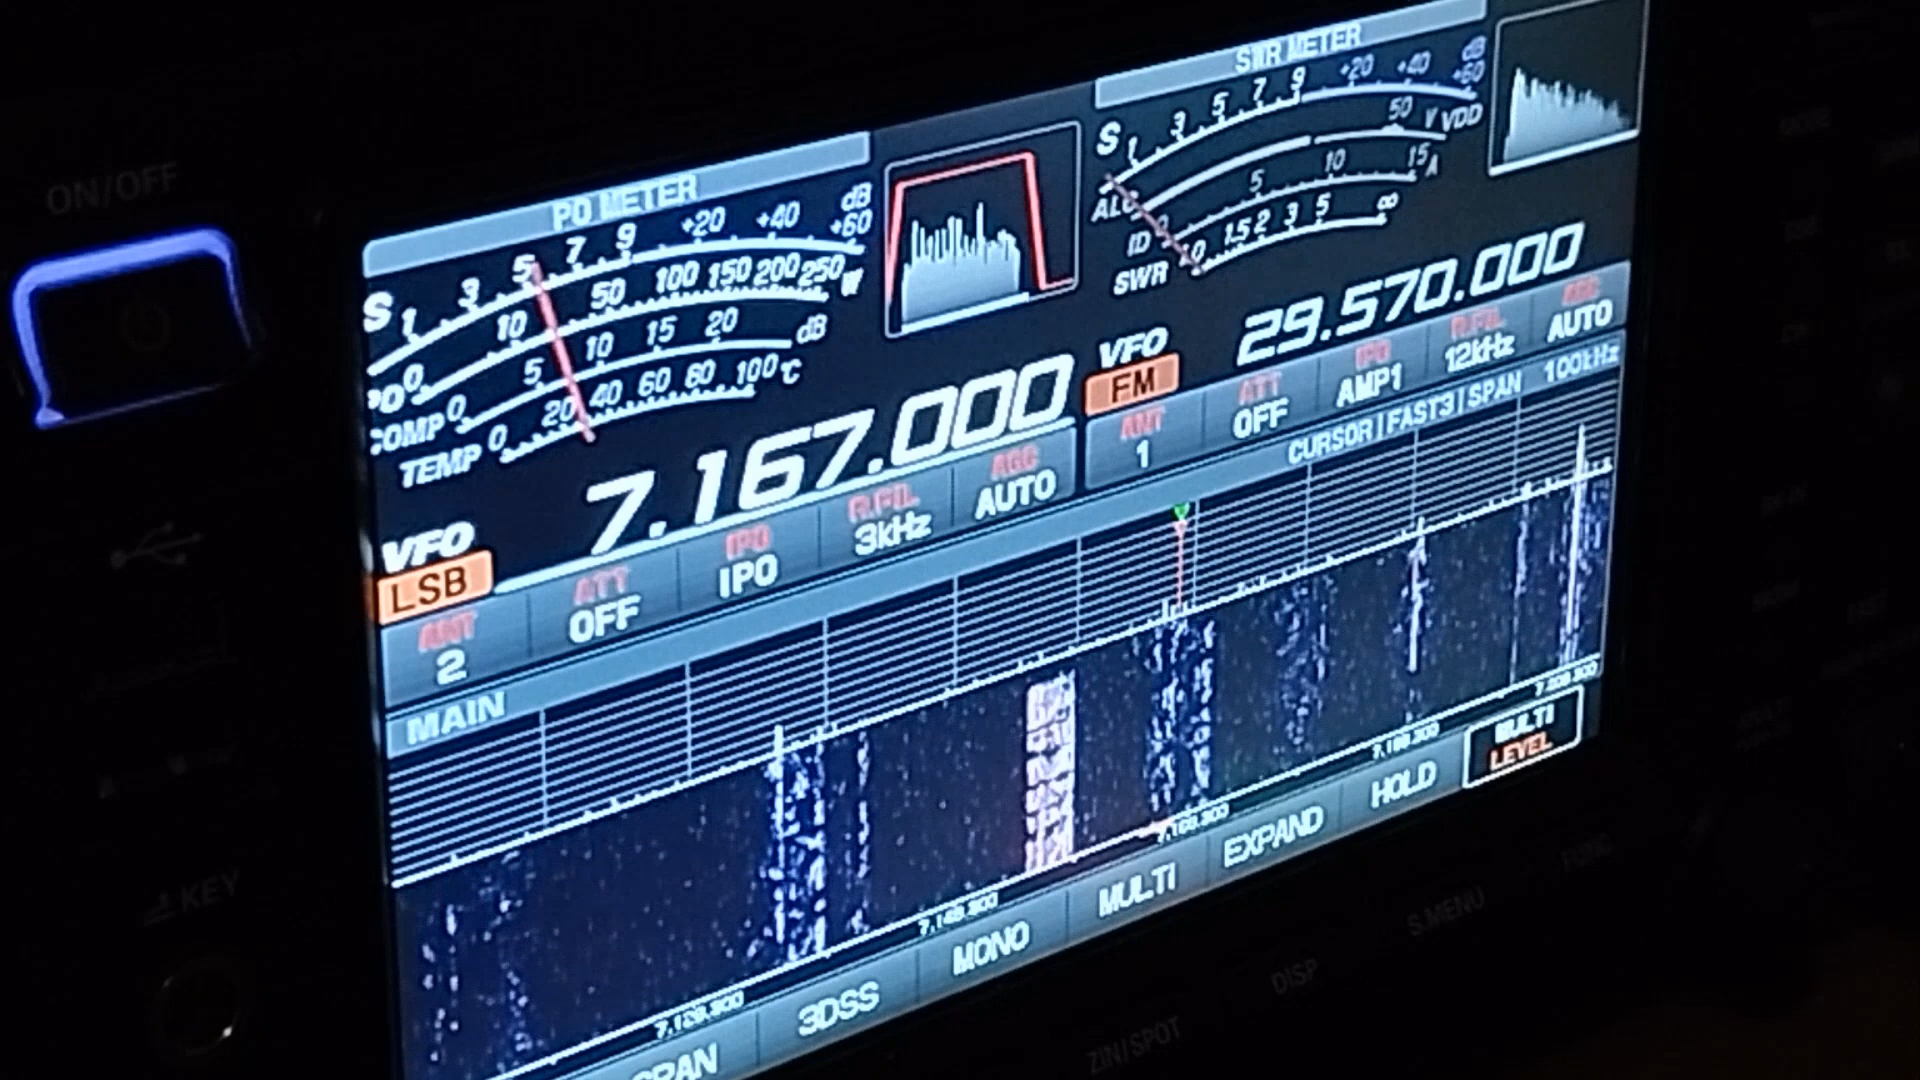 ON/OFF
PO METER
S 1 3 5 7 9 +20 +40 +60 dB
PO 0 10 50 100 150 200 250 W
COMP 0 5 10 15 20 dB
TEMP 0 20 40 60 80 100 °C
VFO
LSB
7.167.000
ANT
2
ATT
OFF
IPO
IPO
R.FIL
3kHz
AGC
AUTO
SWR METER
S 1 3 5 7 9 +20 +40 +60 dB
50 V VDD
ALC
ID 0 5 10 15 A
SWR 1.0 1.5 2 3 5 ∞
VFO
FM
29.570.000
ANT
1
ATT
OFF
IPO
AMP1
R.FIL
12kHz
AGC
AUTO
MAIN
CURSOR | FAST3 | SPAN 100kHz
SPAN
3DSS
MONO
MULTI
EXPAND
HOLD
MULTI
LEVEL
KEY
ZIN/SPOT
DISP
S.MENU
FUNC